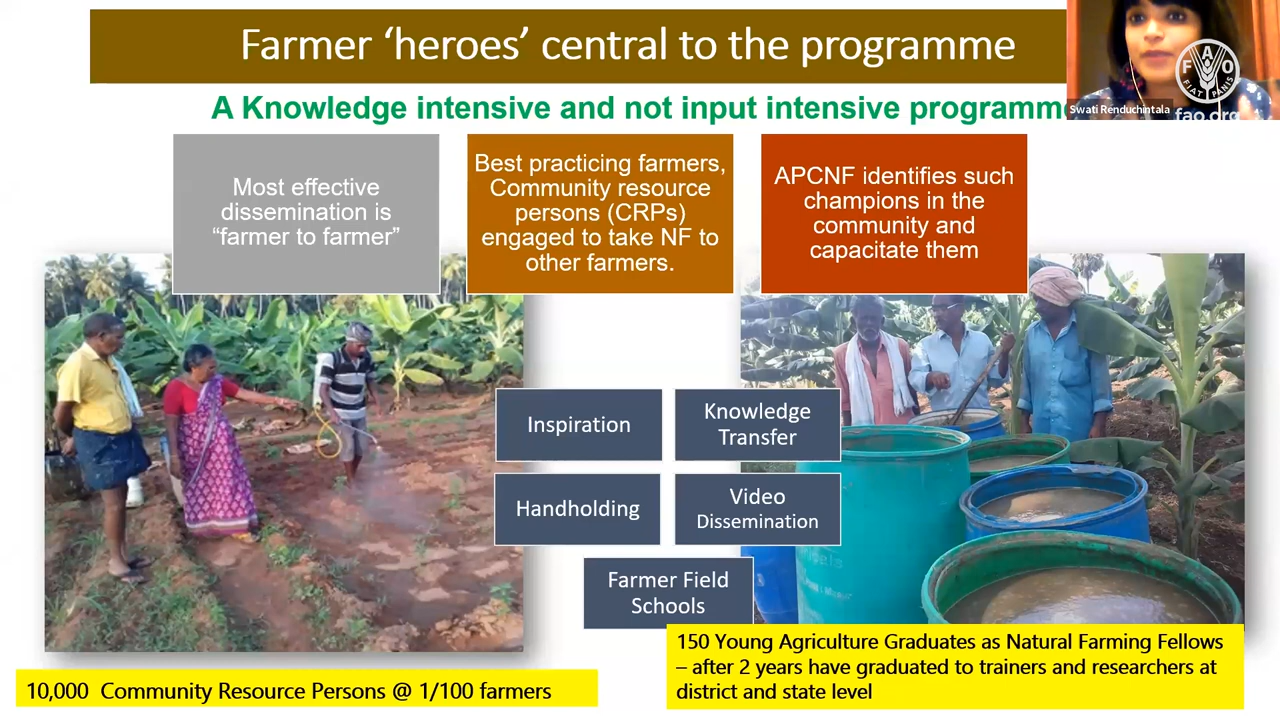 Farmer ‘heroes’ central to the programme
A Knowledge intensive and not input intensive programm
Swati Renduchintala
F A O
FIAT PANIS
fao.org
Most effective
dissemination is
“farmer to farmer”
Best practicing farmers,
Community resource
persons (CRPs)
engaged to take NF to
other farmers.
APCNF identifies such
champions in the
community and
capacitate them
Inspiration
Knowledge
Transfer
Handholding
Video
Dissemination
Farmer Field
Schools
10,000 Community Resource Persons @ 1/100 farmers
150 Young Agriculture Graduates as Natural Farming Fellows
– after 2 years have graduated to trainers and researchers at
district and state level